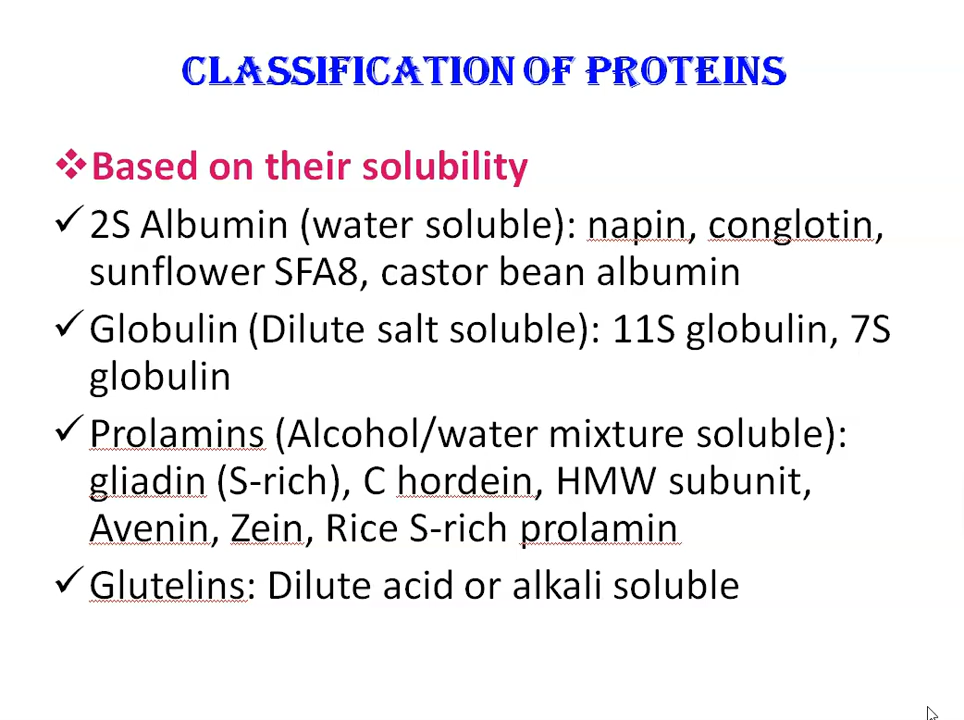 CLASSIFICATION OF PROTEINS
❖Based on their solubility
✓2S Albumin (water soluble): napin, conglotin,
sunflower SFA8, castor bean albumin
✓Globulin (Dilute salt soluble): 11S globulin, 7S
globulin
✓Prolamins (Alcohol/water mixture soluble):
gliadin (S-rich), C hordein, HMW subunit,
Avenin, Zein, Rice S-rich prolamin
✓Glutelins: Dilute acid or alkali soluble